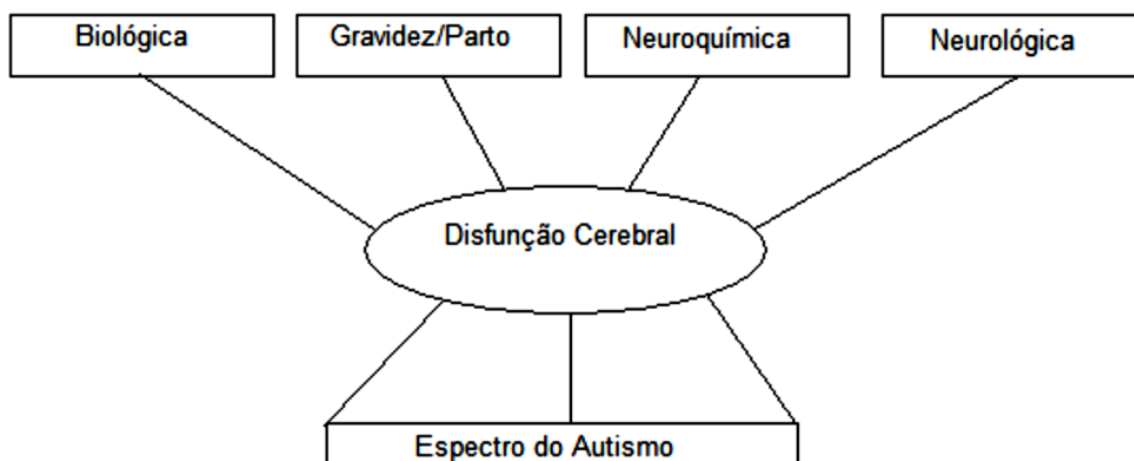 Biológica
Gravidez/Parto
Neuroquímica
Neurológica
Disfunção Cerebral
Espectro do Autismo